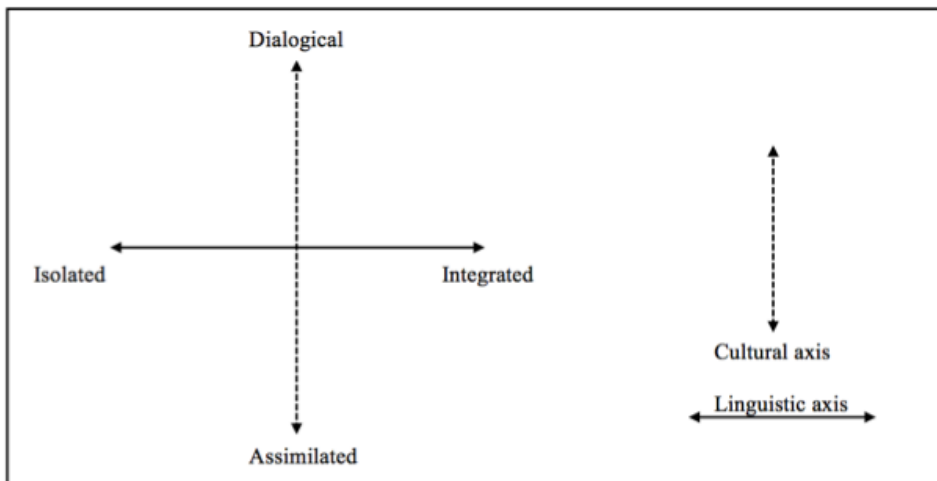 Dialogical
Isolated
Integrated
Assimilated
Cultural axis
Linguistic axis